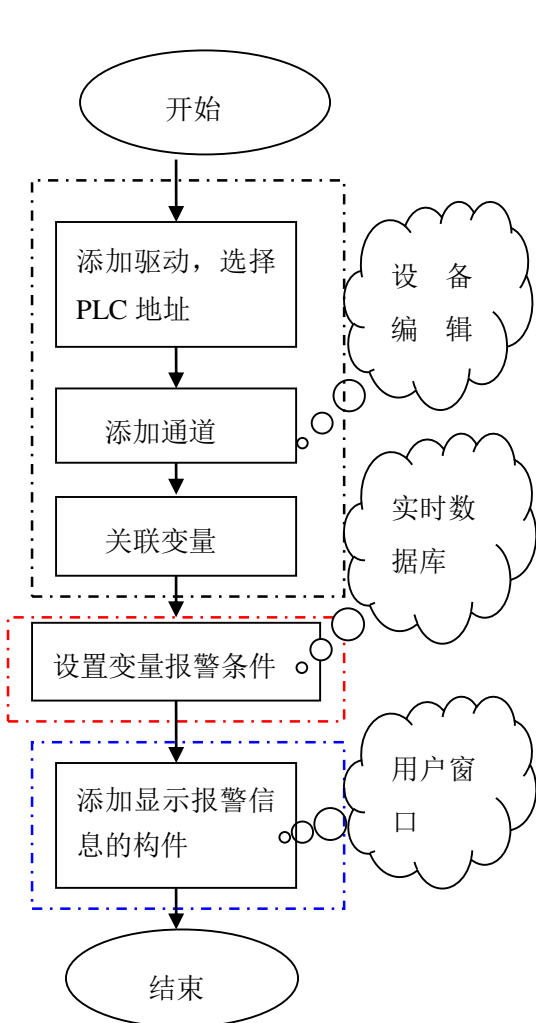 开始
添加驱动，选择
PLC 地址
设 备
编 辑
添加通道
实时数
据库
关联变量
设置变量报警条件
用户窗
口
添加显示报警信
息的构件
结束